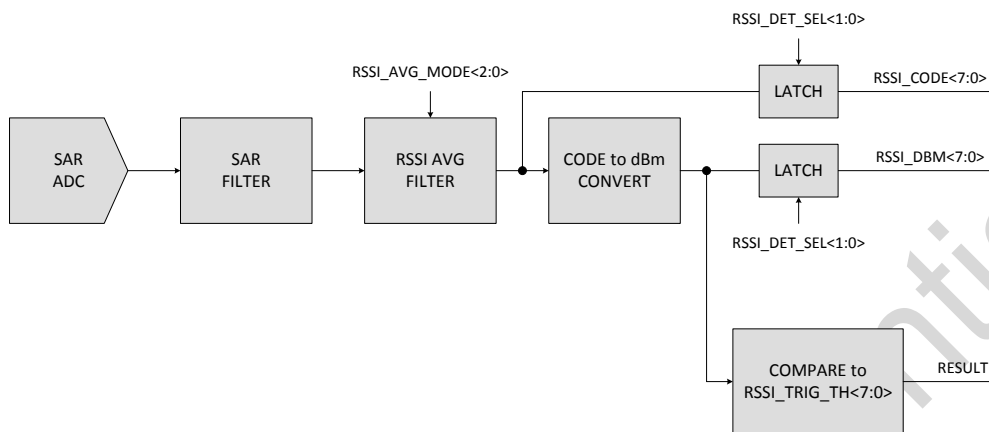 RSSI_DET_SEL<1:0>
RSSI_AVG_MODE<2:0>
LATCH
RSSI_CODE<7:0>
SAR
ADC
SAR
FILTER
RSSI AVG
FILTER
CODE to dBm
CONVERT
LATCH
RSSI_DBM<7:0>
RSSI_DET_SEL<1:0>
COMPARE to
RSSI_TRIG_TH<7:0>
RESULT